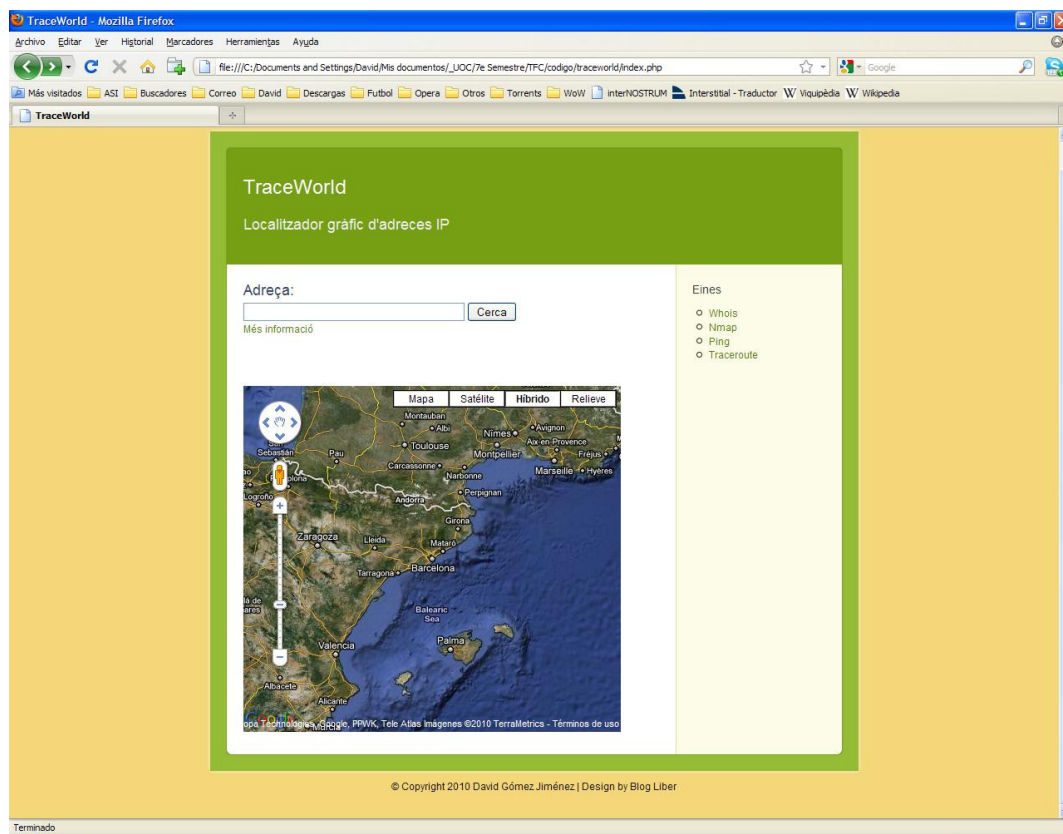 TraceWorld - Mozilla Firefox
Archivo Editar Ver Historial Marcadores Herramientas Ayuda
file:///C:/Documents and Settings/David/Mis documentos/_UOC/7e Semestre/TFC/codigo/traceworld/index.php
Google
Más visitados ASI Buscadores Correo David Descargas Futbol Opera Otros Torrents WoW interNOSTRUM Interstitial - Traductor Viquipèdia Wikipedia
TraceWorld
TraceWorld
Localitzador gràfic d'adreces IP
Adreça:
Cerca
Més informació
Eines
Whois
Nmap
Ping
Traceroute
Mapa Satélite Híbrido Relieve
Montauban
Albi
Nîmes
Avignon
Toulouse
Aix-en-Provence
Montpellier
Fréjus
Sebastián
Pau
Carcassonne
Narbonne
Marseille
Hyères
Perpignan
Logroño
Andorra
Girona
Zaragoza
Lleida
Mataró
Barcelona
Tarragona
Balearic
Sea
Palma
Valencia
Albacete
Alicante
Murcia
Google, PPWK, Tele Atlas Imágenes ©2010 TerraMetrics - Términos de uso
© Copyright 2010 David Gómez Jiménez | Design by Blog Liber
Terminado